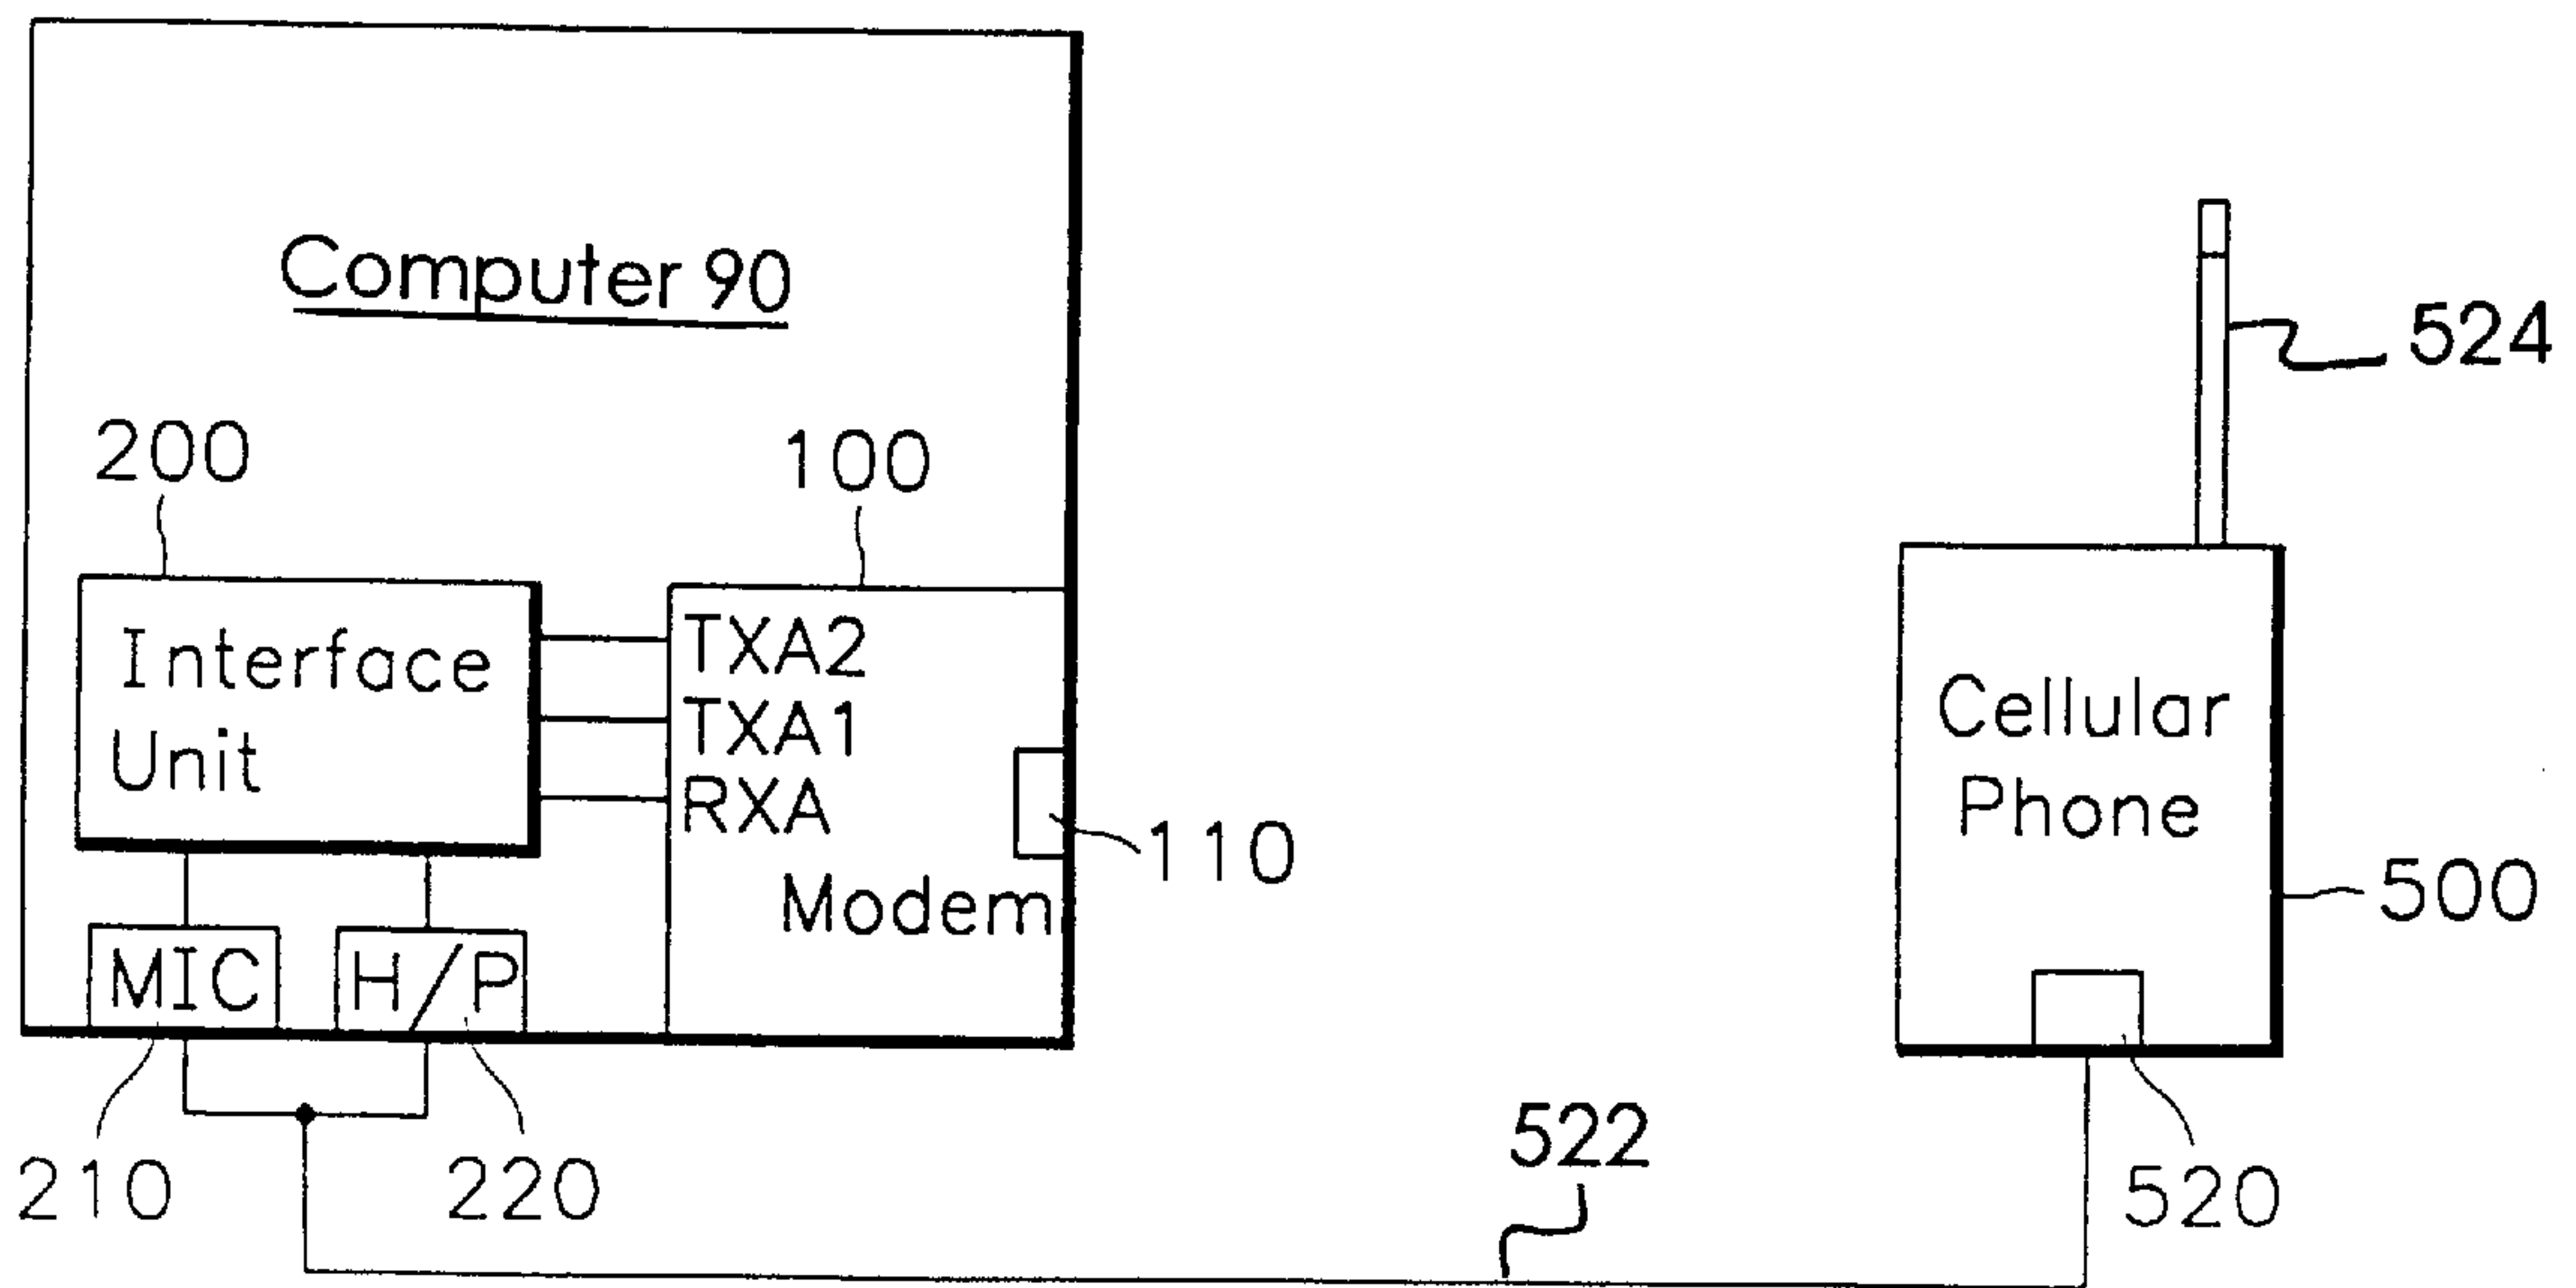 Computer 90
524
200
100
Interface
Unit
TXA2
TXA1
RXA
Modem
110
Cellular
Phone
500
MIC
H/P
210
220
522
520